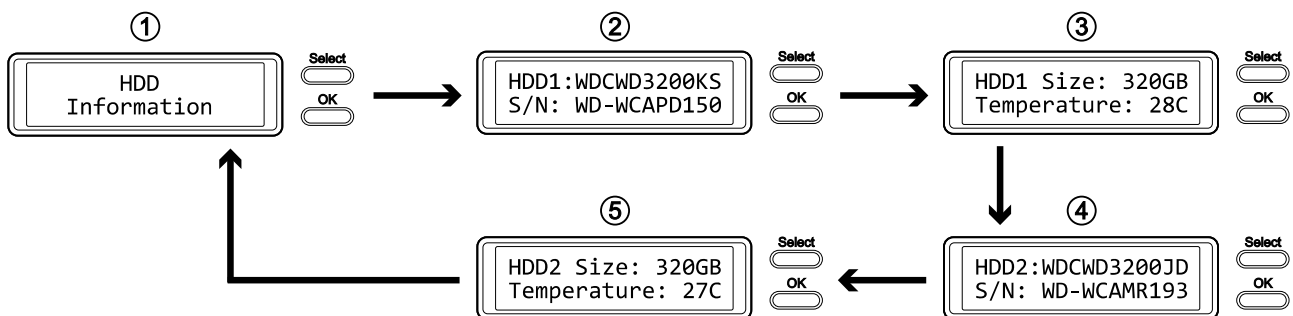 ①
HDD
Information
Select
OK
②
HDD1:WDCWD3200KS
S/N: WD-WCAPD150
Select
OK
③
HDD1 Size: 320GB
Temperature: 28C
Select
OK
④
HDD2:WDCWD3200JD
S/N: WD-WCAMR193
Select
OK
⑤
HDD2 Size: 320GB
Temperature: 27C
Select
OK